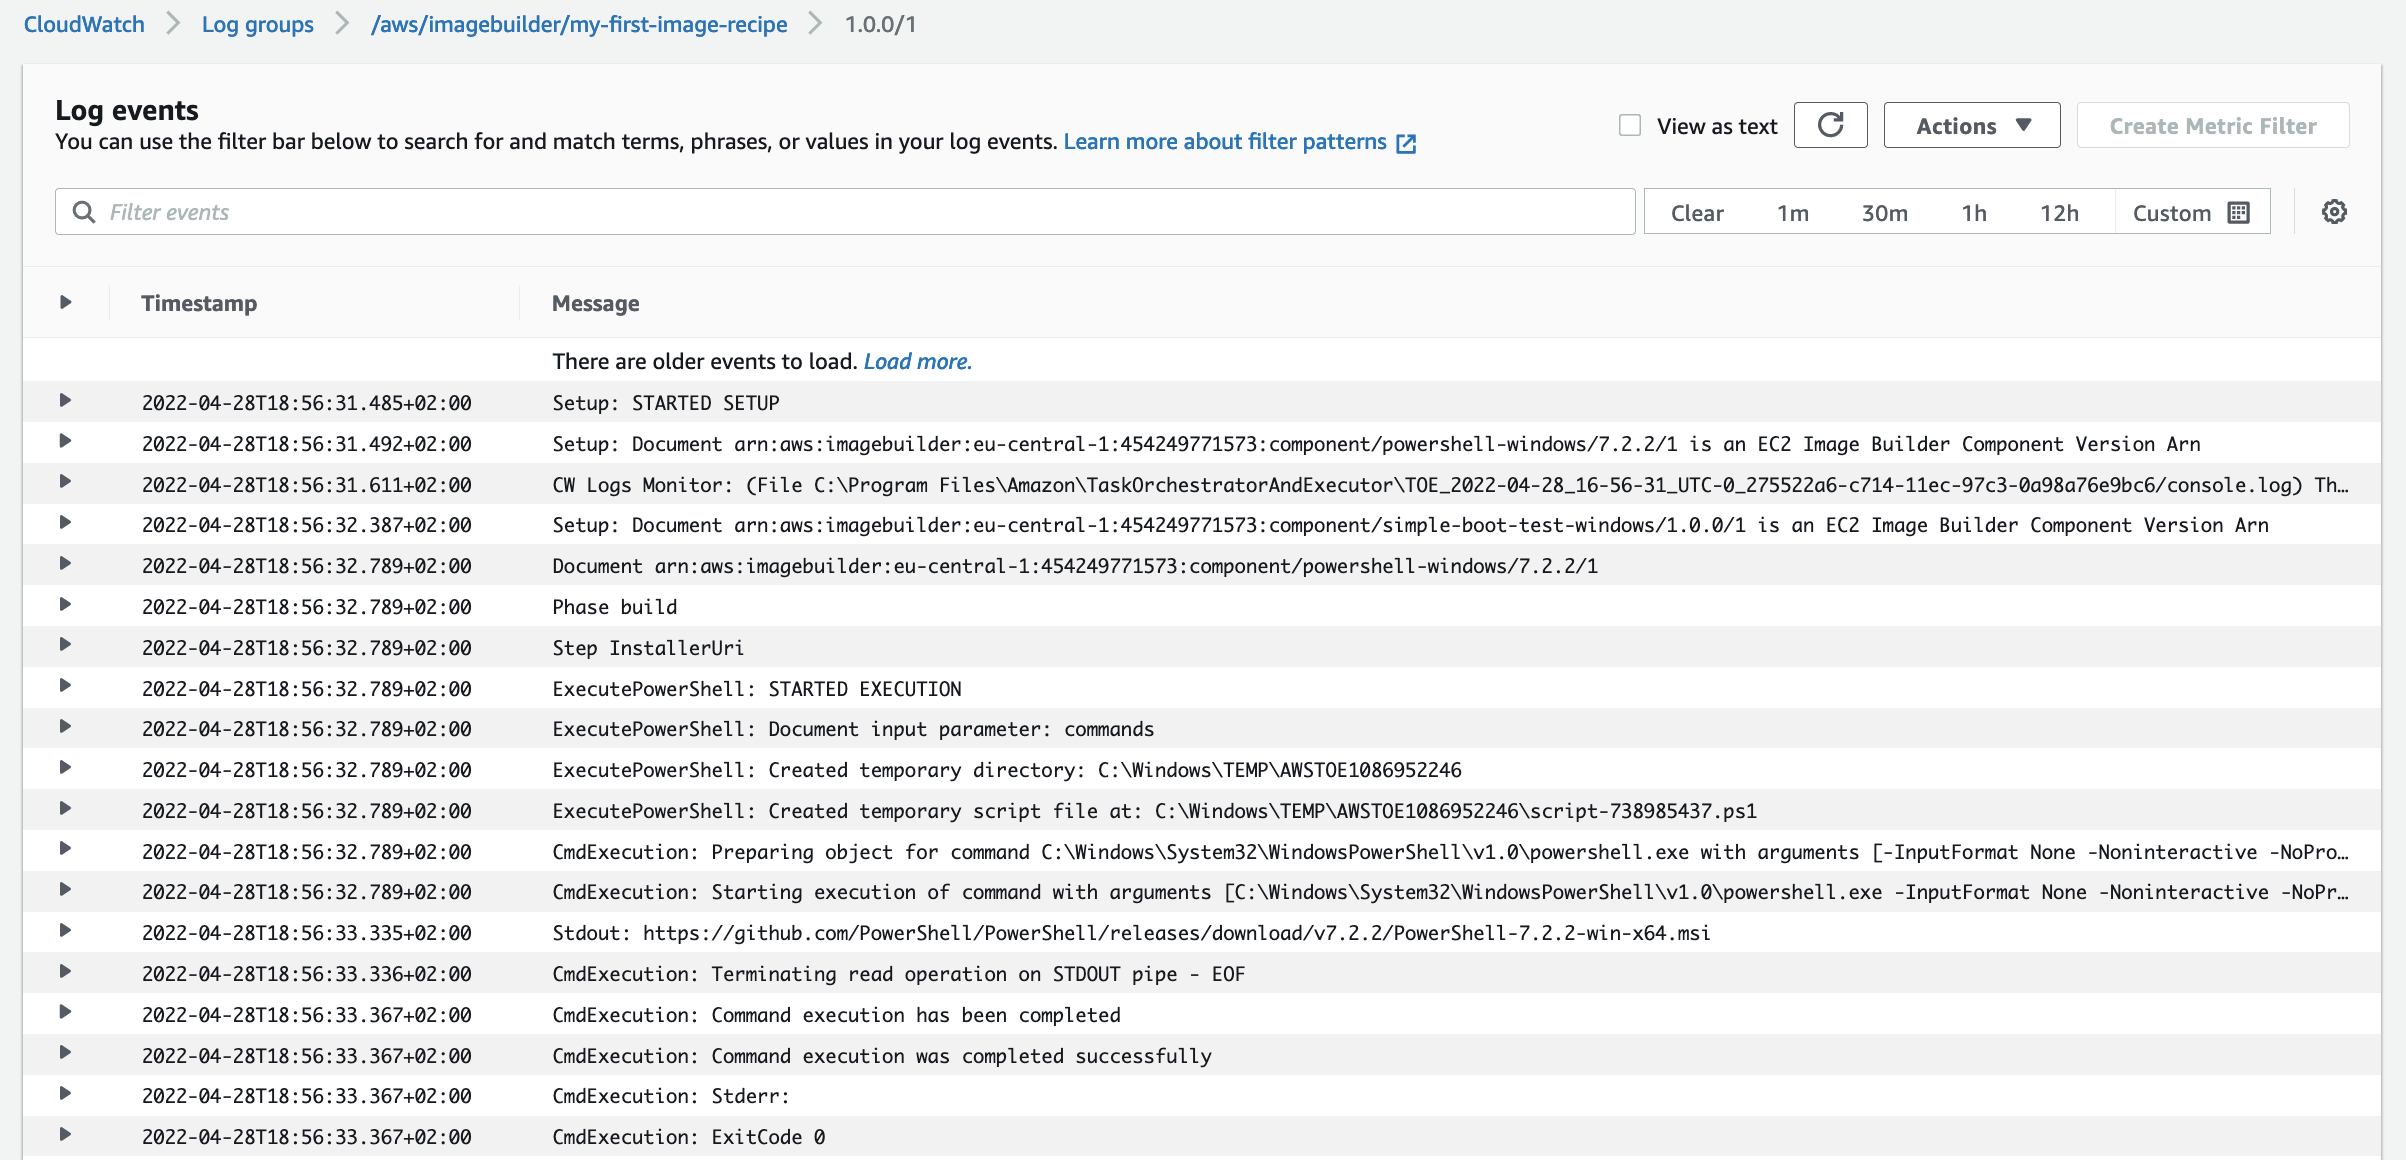 CloudWatch > Log groups > /aws/imagebuilder/my-first-image-recipe > 1.0.0/1
Log events
You can use the filter bar below to search for and match terms, phrases, or values in your log events. Learn more about filter patterns
View as text
Actions
Create Metric Filter
Filter events
Clear 1m 30m 1h 12h Custom
Timestamp Message
There are older events to load. Load more.
2022-04-28T18:56:31.485+02:00 Setup: STARTED SETUP
2022-04-28T18:56:31.492+02:00 Setup: Document arn:aws:imagebuilder:eu-central-1:454249771573:component/powershell-windows/7.2.2/1 is an EC2 Image Builder Component Version Arn
2022-04-28T18:56:31.611+02:00 CW Logs Monitor: (File C:\Program Files\Amazon\TaskOrchestratorAndExecutor\TOE_2022-04-28_16-56-31_UTC-0_275522a6-c714-11ec-97c3-0a98a76e9bc6/console.log) Th…
2022-04-28T18:56:32.387+02:00 Setup: Document arn:aws:imagebuilder:eu-central-1:454249771573:component/simple-boot-test-windows/1.0.0/1 is an EC2 Image Builder Component Version Arn
2022-04-28T18:56:32.789+02:00 Document arn:aws:imagebuilder:eu-central-1:454249771573:component/powershell-windows/7.2.2/1
2022-04-28T18:56:32.789+02:00 Phase build
2022-04-28T18:56:32.789+02:00 Step InstallerUri
2022-04-28T18:56:32.789+02:00 ExecutePowerShell: STARTED EXECUTION
2022-04-28T18:56:32.789+02:00 ExecutePowerShell: Document input parameter: commands
2022-04-28T18:56:32.789+02:00 ExecutePowerShell: Created temporary directory: C:\Windows\TEMP\AWSTOE1086952246
2022-04-28T18:56:32.789+02:00 ExecutePowerShell: Created temporary script file at: C:\Windows\TEMP\AWSTOE1086952246\script-738985437.ps1
2022-04-28T18:56:32.789+02:00 CmdExecution: Preparing object for command C:\Windows\System32\WindowsPowerShell\v1.0\powershell.exe with arguments [-InputFormat None -Noninteractive -NoPro…
2022-04-28T18:56:32.789+02:00 CmdExecution: Starting execution of command with arguments [C:\Windows\System32\WindowsPowerShell\v1.0\powershell.exe -InputFormat None -Noninteractive -NoPr…
2022-04-28T18:56:33.335+02:00 Stdout: https://github.com/PowerShell/PowerShell/releases/download/v7.2.2/PowerShell-7.2.2-win-x64.msi
2022-04-28T18:56:33.336+02:00 CmdExecution: Terminating read operation on STDOUT pipe - EOF
2022-04-28T18:56:33.367+02:00 CmdExecution: Command execution has been completed
2022-04-28T18:56:33.367+02:00 CmdExecution: Command execution was completed successfully
2022-04-28T18:56:33.367+02:00 CmdExecution: Stderr:
2022-04-28T18:56:33.367+02:00 CmdExecution: ExitCode 0